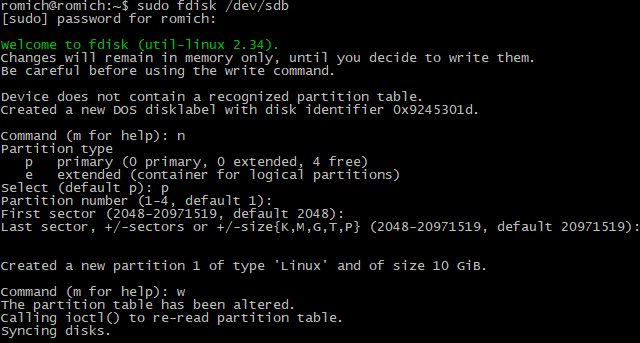 romich@romich:~$ sudo fdisk /dev/sdb
[sudo] password for romich:
Welcome to fdisk (util-linux 2.34).
Changes will remain in memory only, until you decide to write them.
Be careful before using the write command.
Device does not contain a recognized partition table.
Created a new DOS disklabel with disk identifier 0x9245301d.
Command (m for help): n
Partition type
   p   primary (0 primary, 0 extended, 4 free)
   e   extended (container for logical partitions)
Select (default p): p
Partition number (1-4, default 1):
First sector (2048-20971519, default 2048):
Last sector, +/-sectors or +/-size{K,M,G,T,P} (2048-20971519, default 20971519):
Created a new partition 1 of type 'Linux' and of size 10 GiB.
Command (m for help): w
The partition table has been altered.
Calling ioctl() to re-read partition table.
Syncing disks.